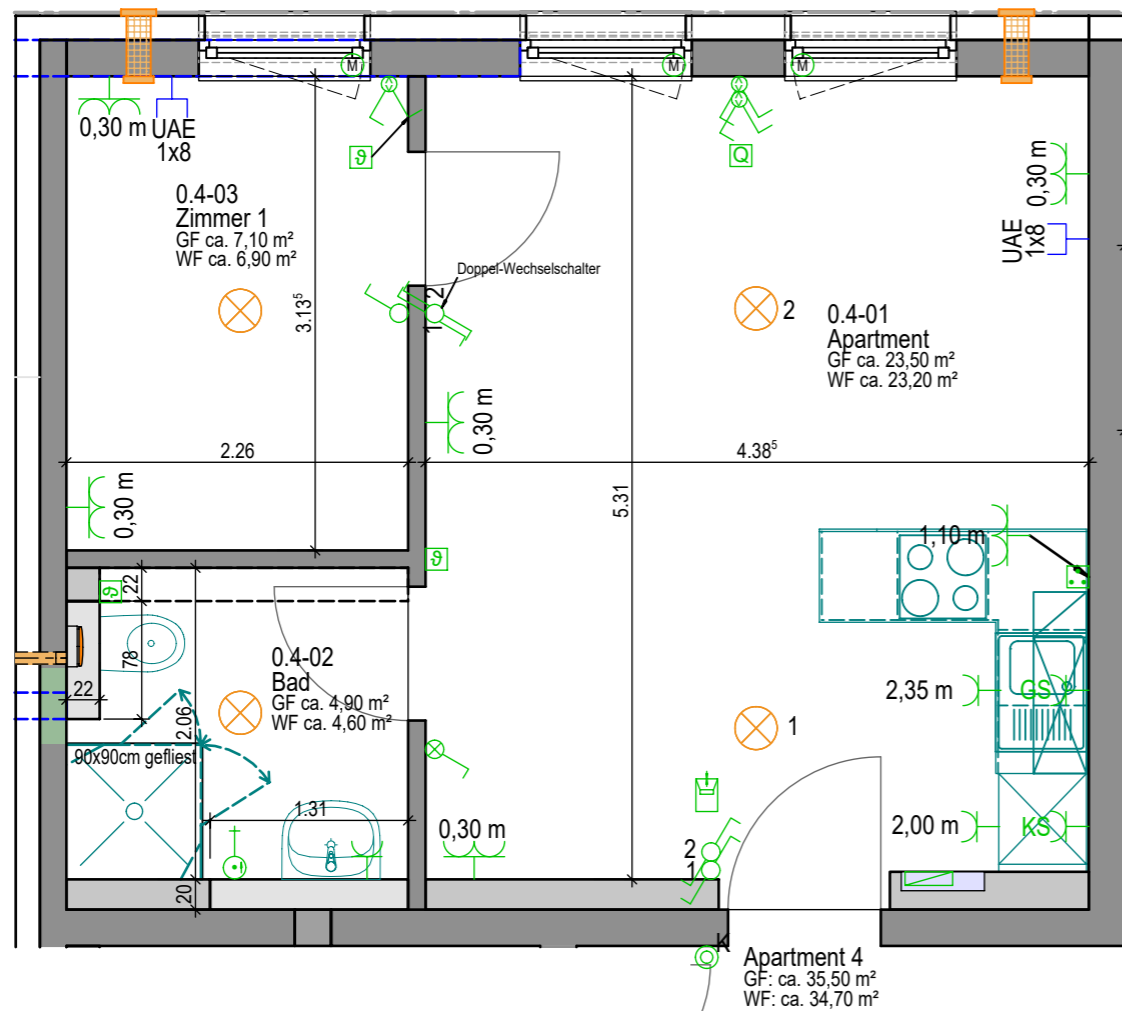 M
M
M
0,30 m
UAE
1x8
ϑ
Q
0,30 m
UAE
1x8
0.4-03
Zimmer 1
GF ca. 7,10 m²
WF ca. 6,90 m²
3.13⁵
Doppel-Wechselschalter
1 2
2
0.4-01
Apartment
GF ca. 23,50 m²
WF ca. 23,20 m²
0,30 m
2.26
4.38⁵
0,30 m
5.31
1,10 m
ϑ
ϑ
22
78
22
0.4-02
Bad
GF ca. 4,90 m²
WF ca. 4,60 m²
2.06
90x90cm gefliest
1
2,35 m
GS
1.31
0,30 m
2
1
2,00 m
KS
20
K
Apartment 4
GF: ca. 35,50 m²
WF: ca. 34,70 m²